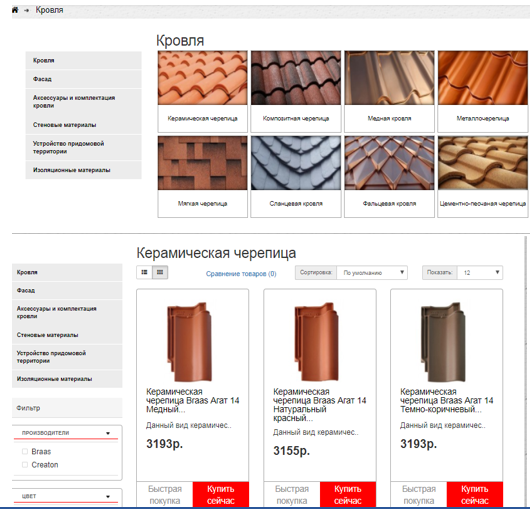 Кровля
Кровля
Кровля
Фасад
Аксессуары и комплектация
кровли
Стеновые материалы
Устройство придомовой
территории
Изоляционные материалы
Керамическая черепица
Композитная черепица
Медная кровля
Металлочерепица
Мягкая черепица
Сланцевая кровля
Фальцевая кровля
Цементно-песчаная черепица
Керамическая черепица
Кровля
Фасад
Аксессуары и комплектация
кровли
Стеновые материалы
Устройство придомовой
территории
Изоляционные материалы
Сравнение товаров (0)
Сортировка:
По умолчанию
Показать:
12
Керамическая
черепица Braas Агат 14
Медный...
Данный вид керамичес..
3193р.
Быстрая
покупка
Купить
сейчас
Керамическая
черепица Braas Агат 14
Натуральный
красный...
Данный вид керамичес..
3155р.
Быстрая
покупка
Купить
сейчас
Керамическая
черепица Braas Агат 14
Темно-коричневый...
Данный вид керамичес..
3193р.
Быстрая
покупка
Купить
сейчас
Фильтр
ПРОИЗВОДИТЕЛИ
Braas
Creaton
ЦВЕТ